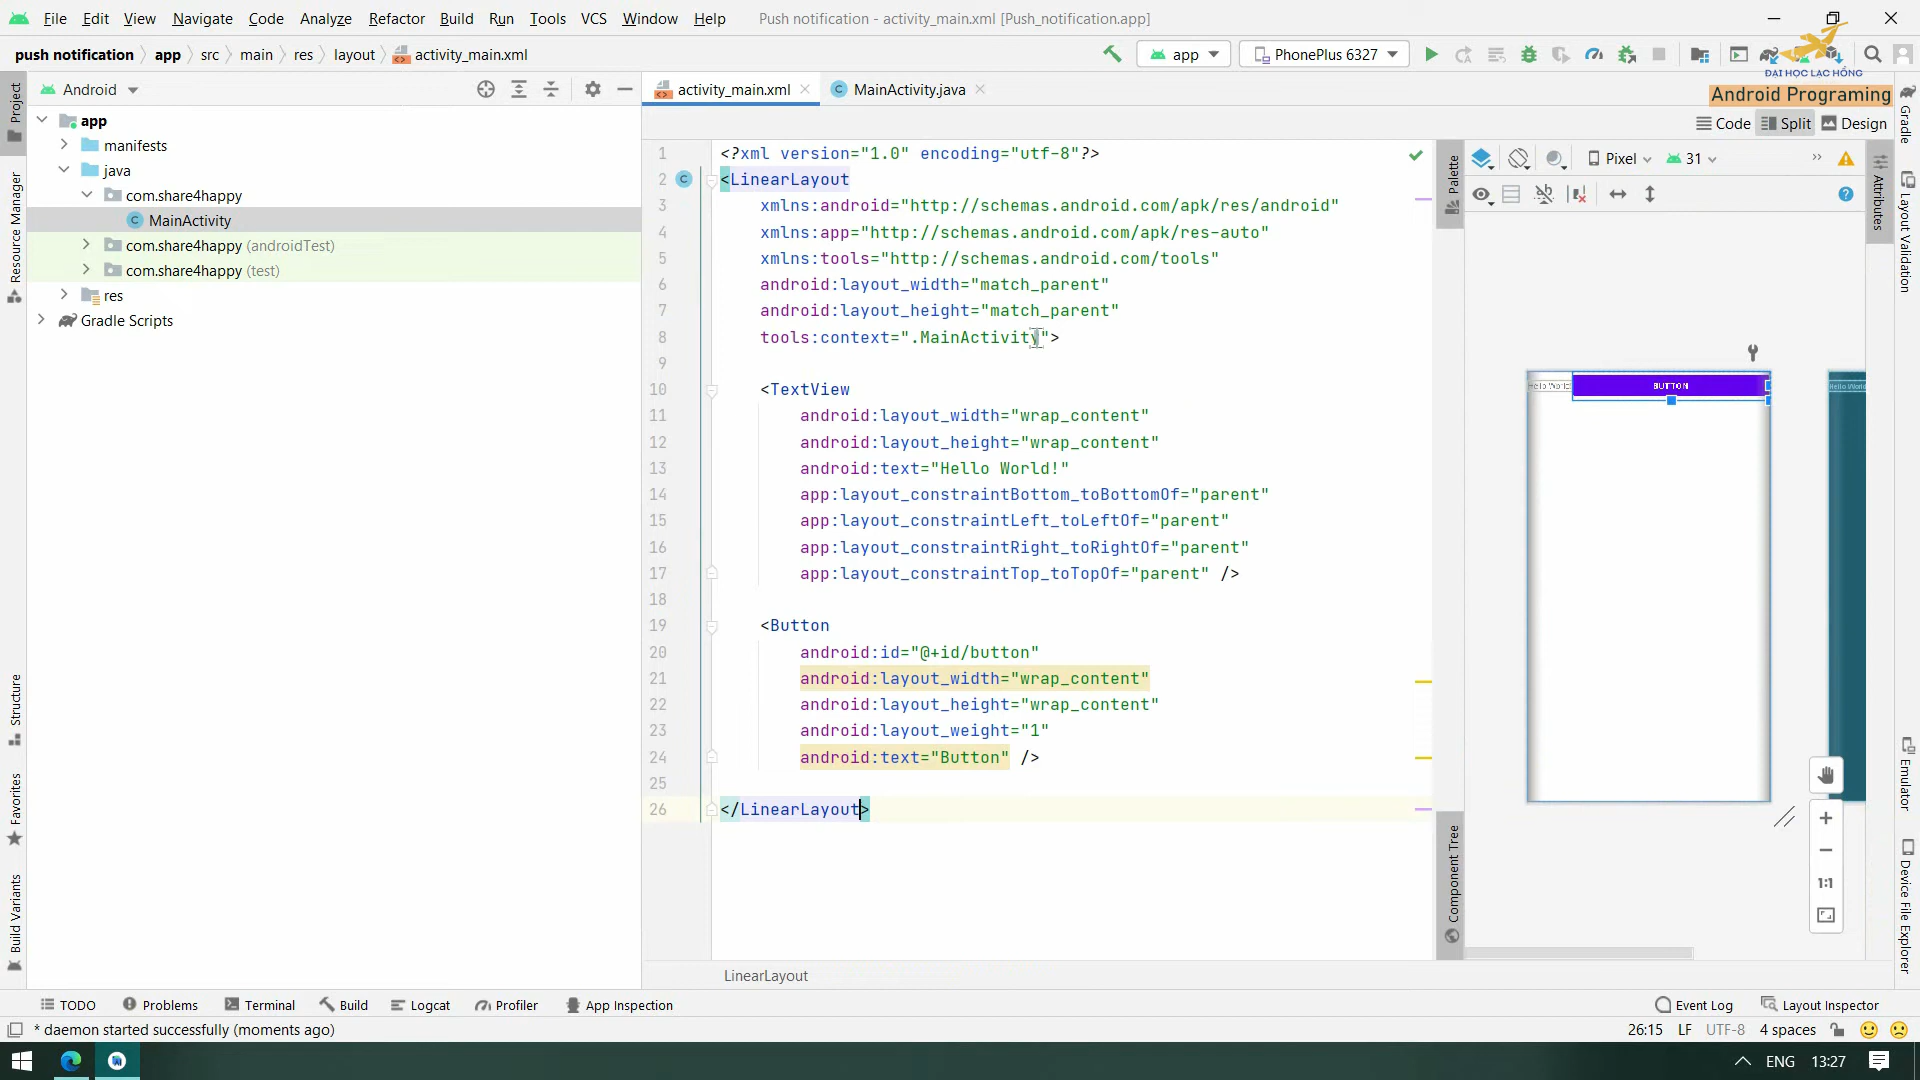 File Edit View Navigate Code Analyze Refactor Build Run Tools VCS Window Help Push notification - activity_main.xml [Push_notification.app]
push notification app src main res layout activity_main.xml app PhonePlus 6327
ĐẠI HỌC LẠC HỒNG
Android Programing
Android
activity_main.xml
MainActivity.java
Code Split Design
app
manifests
java
com.share4happy
MainActivity
com.share4happy (androidTest)
com.share4happy (test)
res
Gradle Scripts
Project
Resource Manager
Structure
Favorites
Build Variants
1 <?xml version="1.0" encoding="utf-8"?>
2 <LinearLayout
3 xmlns:android="http://schemas.android.com/apk/res/android"
4 xmlns:app="http://schemas.android.com/apk/res-auto"
5 xmlns:tools="http://schemas.android.com/tools"
6 android:layout_width="match_parent"
7 android:layout_height="match_parent"
8 tools:context=".MainActivity">
9
10 <TextView
11 android:layout_width="wrap_content"
12 android:layout_height="wrap_content"
13 android:text="Hello World!"
14 app:layout_constraintBottom_toBottomOf="parent"
15 app:layout_constraintLeft_toLeftOf="parent"
16 app:layout_constraintRight_toRightOf="parent"
17 app:layout_constraintTop_toTopOf="parent" />
18
19 <Button
20 android:id="@+id/button"
21 android:layout_width="wrap_content"
22 android:layout_height="wrap_content"
23 android:layout_weight="1"
24 android:text="Button" />
25
26 </LinearLayout>
LinearLayout
Palette
Component Tree
Pixel 31
Hello World!
BUTTON
Hello World
1:1
Attributes
Gradle
Layout Validation
Emulator
Device File Explorer
TODO Problems Terminal Build Logcat Profiler App Inspection Event Log Layout Inspector
* daemon started successfully (moments ago) 26:15 LF UTF-8 4 spaces
ENG 13:27